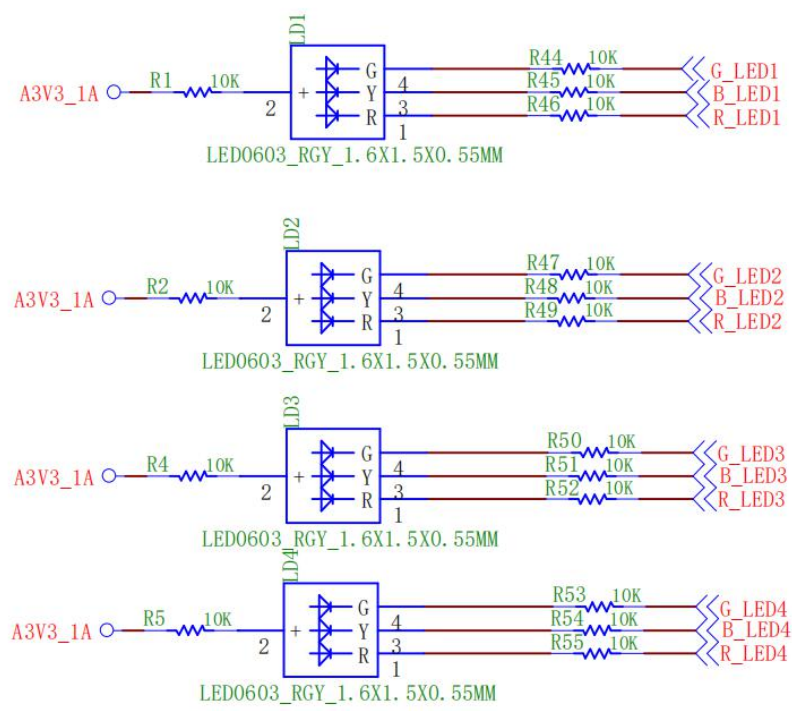 LD1
R44 10K
G_LED1
R1 10K
G
4
R45 10K
B_LED1
A3V3_1A
2
+
Y
3
R46 10K
R_LED1
R
1
LED0603_RGY_1.6X1.5X0.55MM
LD2
R47 10K
G_LED2
R2 10K
G
4
R48 10K
B_LED2
A3V3_1A
2
+
Y
3
R49 10K
R_LED2
R
1
LED0603_RGY_1.6X1.5X0.55MM
LD3
R50 10K
G_LED3
R4 10K
G
4
R51 10K
B_LED3
A3V3_1A
2
+
Y
3
R52 10K
R_LED3
R
1
LED0603_RGY_1.6X1.5X0.55MM
LD4
R53 10K
G_LED4
R5 10K
G
4
R54 10K
B_LED4
A3V3_1A
2
+
Y
3
R55 10K
R_LED4
R
1
LED0603_RGY_1.6X1.5X0.55MM